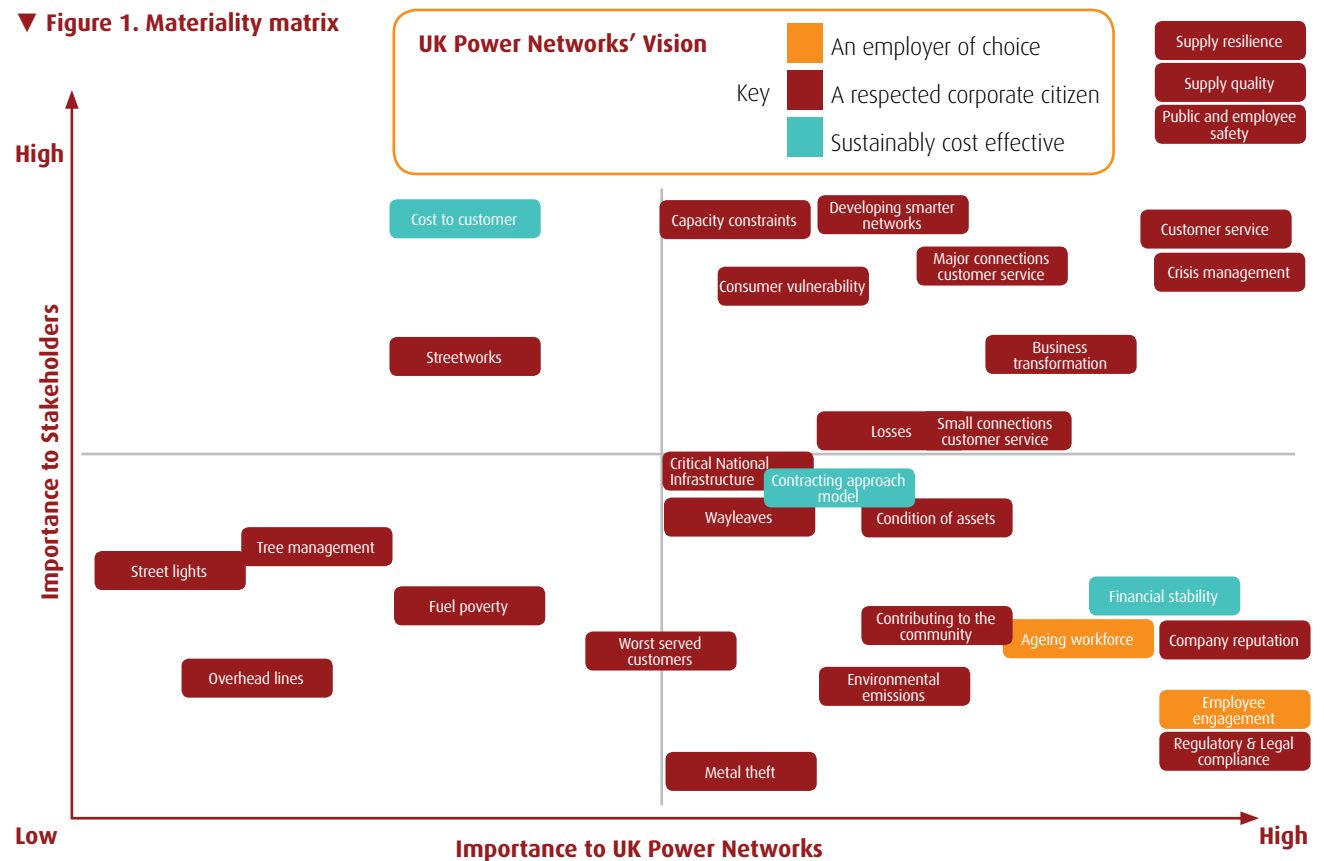 ▼ Figure 1. Materiality matrix
UK Power Networks' Vision
Key
An employer of choice
A respected corporate citizen
Sustainably cost effective
Supply resilience
Supply quality
Public and employee
safety
High
Importance to Stakeholders
Low
Cost to customer
Capacity constraints
Developing smarter
networks
Customer service
Major connections
customer service
Crisis management
Consumer vulnerability
Streetworks
Business
transformation
Losses
Small connections
customer service
Critical National
Infrastructure
Contracting approach
model
Wayleaves
Condition of assets
Tree management
Street lights
Fuel poverty
Financial stability
Contributing to the
community
Ageing workforce
Company reputation
Worst served
customers
Overhead lines
Environmental
emissions
Employee
engagement
Regulatory & Legal
compliance
Metal theft
Importance to UK Power Networks
High